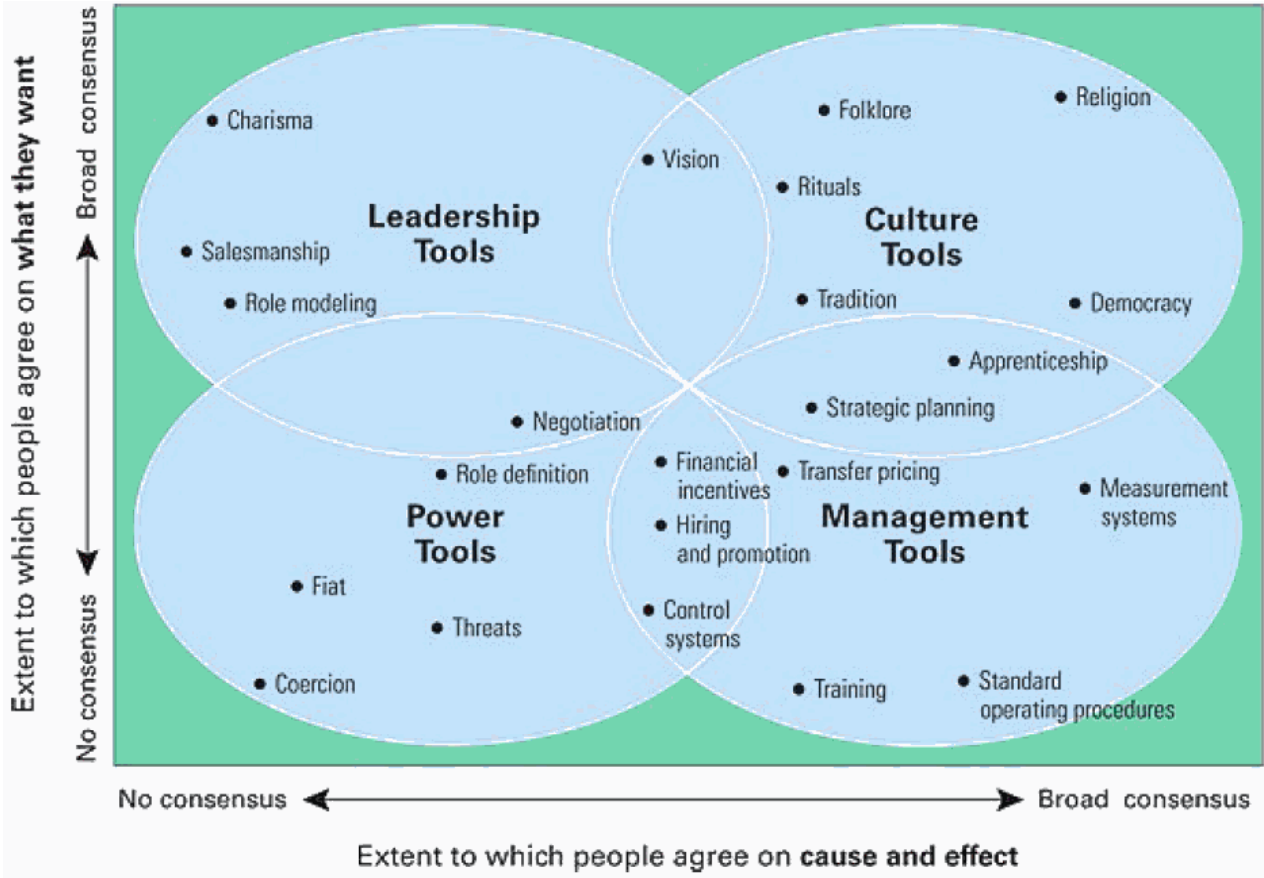 Extent to which people agree on what they want
Broad consensus
No consensus
Charisma
Folklore
Religion
Vision
Rituals
Leadership
Tools
Culture
Tools
Salesmanship
Role modeling
Tradition
Democracy
Apprenticeship
Strategic planning
Negotiation
Role definition
Financial
incentives
Transfer pricing
Measurement
systems
Power
Tools
Hiring
and promotion
Management
Tools
Fiat
Threats
Control
systems
Coercion
Training
Standard
operating procedures
No consensus
Broad consensus
Extent to which people agree on cause and effect